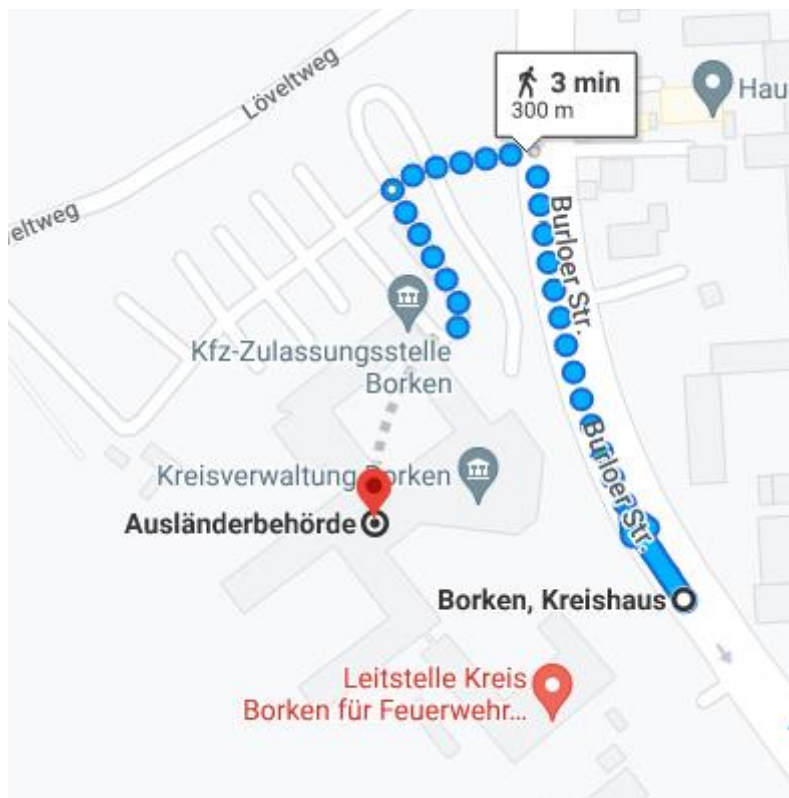 Löveltweg
3 min
300 m
Hau
eltweg
Burloer Str.
Kfz-Zulassungsstelle
Borken
Kreisverwaltung Borken
Burloer Str.
Ausländerbehörde
Borken, Kreishaus
Leitstelle Kreis
Borken für Feuerwehr...